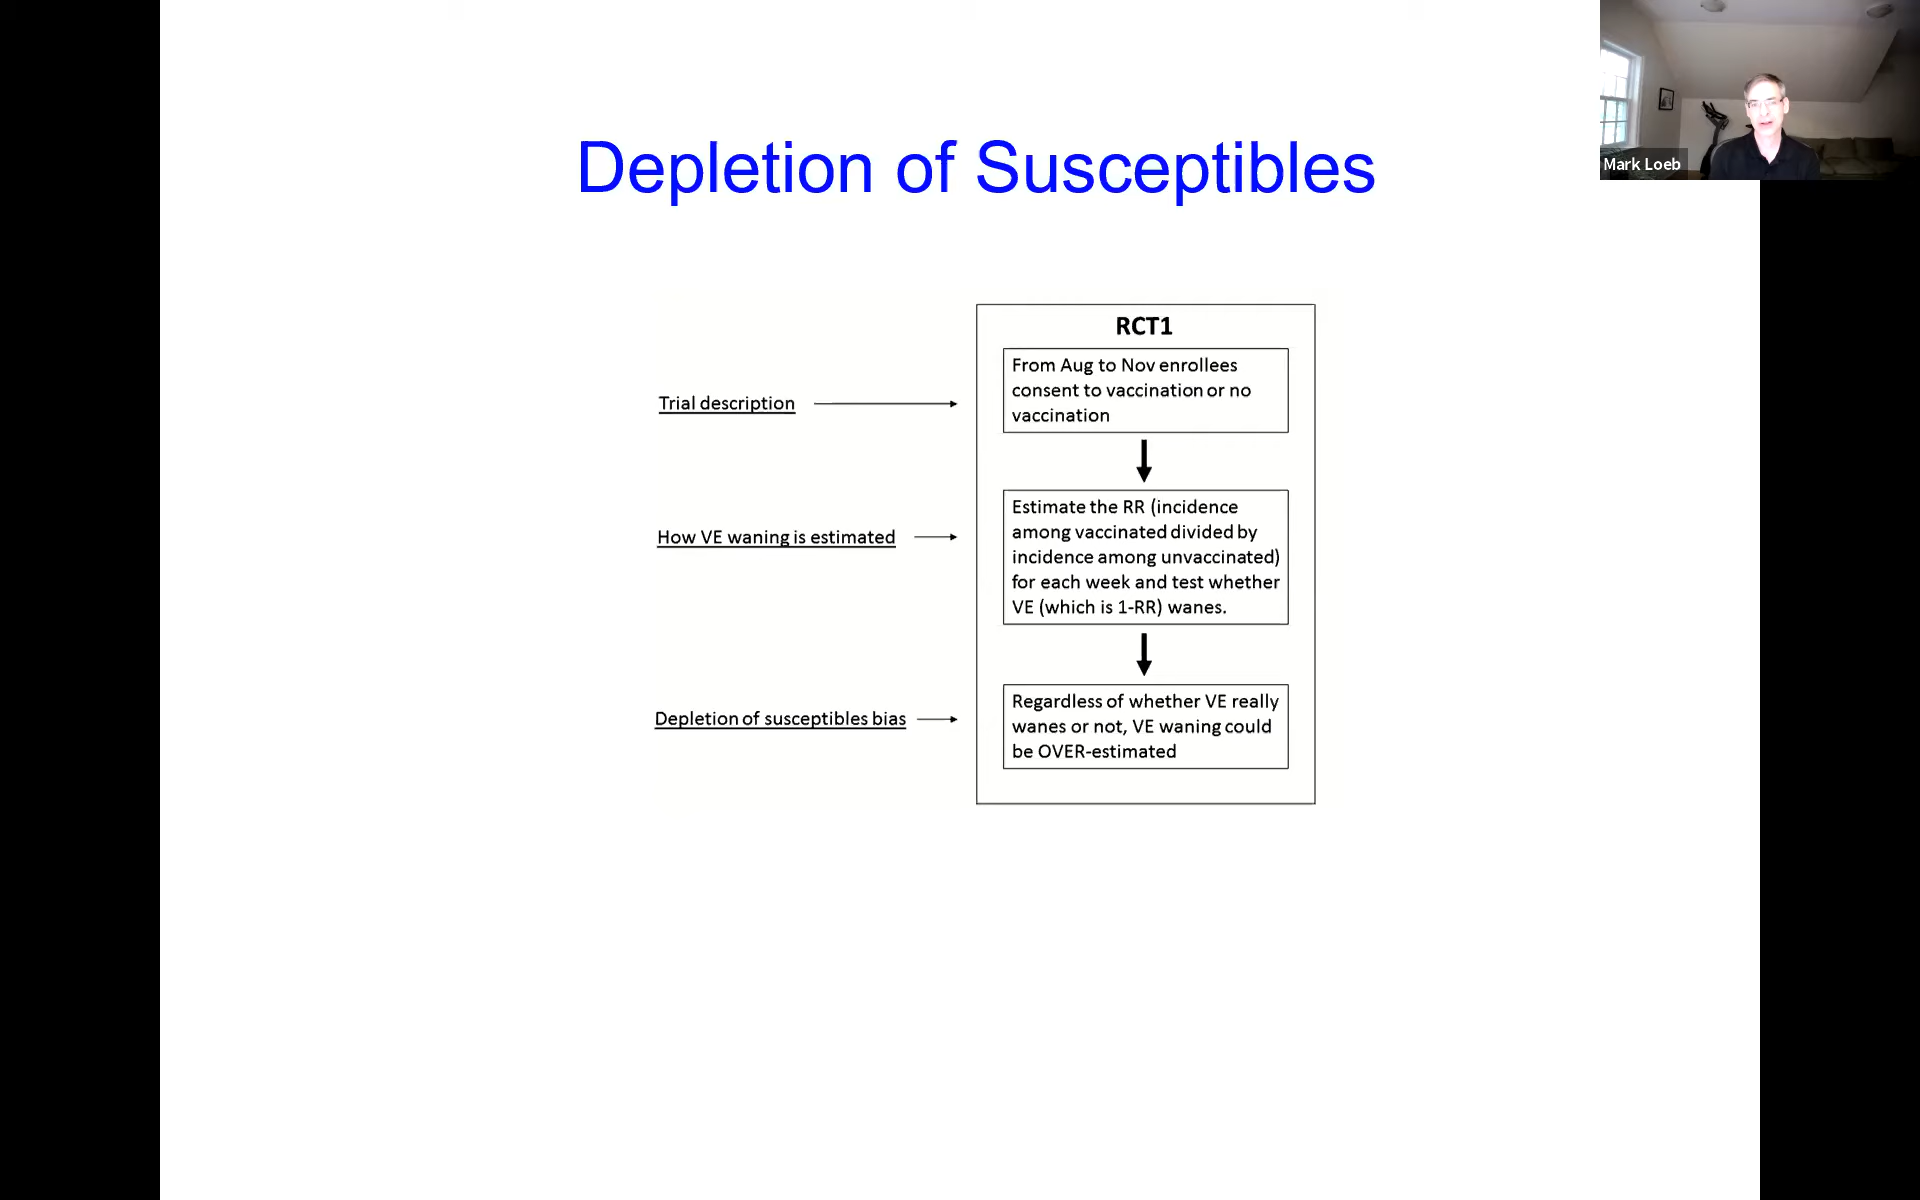 Mark Loeb
Depletion of Susceptibles
RCT1
Trial description
From Aug to Nov enrollees
consent to vaccination or no
vaccination
How VE waning is estimated
Estimate the RR (incidence
among vaccinated divided by
incidence among unvaccinated)
for each week and test whether
VE (which is 1-RR) wanes.
Depletion of susceptibles bias
Regardless of whether VE really
wanes or not, VE waning could
be OVER-estimated